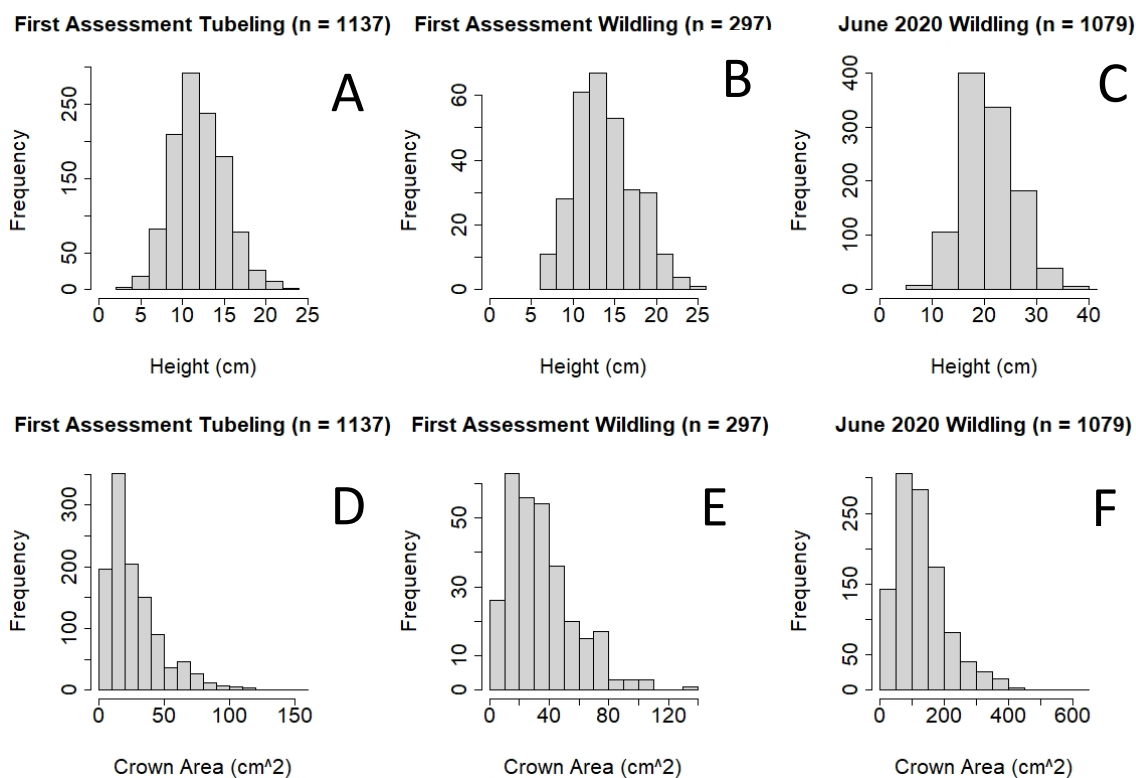 First Assessment Tubeling (n = 1137)
First Assessment Wildling (n = 297)
June 2020 Wildling (n = 1079)
A
B
C
Frequency
0
50
150
250
0 5 10 15 20 25
Height (cm)
Frequency
0
20
40
60
0 5 10 15 20 25
Height (cm)
Frequency
0
100
200
300
400
0 10 20 30 40
Height (cm)
First Assessment Tubeling (n = 1137)
First Assessment Wildling (n = 297)
June 2020 Wildling (n = 1079)
D
E
F
Frequency
0
100
200
300
0 50 100 150
Crown Area (cm^2)
Frequency
0
10
30
50
0 40 80 120
Crown Area (cm^2)
Frequency
0
50
150
250
0 200 400 600
Crown Area (cm^2)